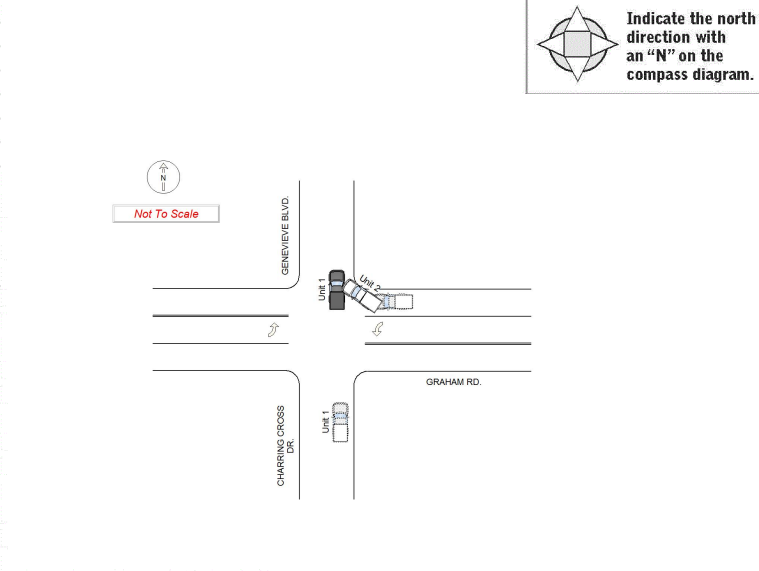 Indicate the north
direction with
an “N” on the
compass diagram.
N
Not To Scale
GENEVIEVE BLVD.
Unit 1
Unit 2
GRAHAM RD.
Unit 1
CHARRING CROSS
DR.